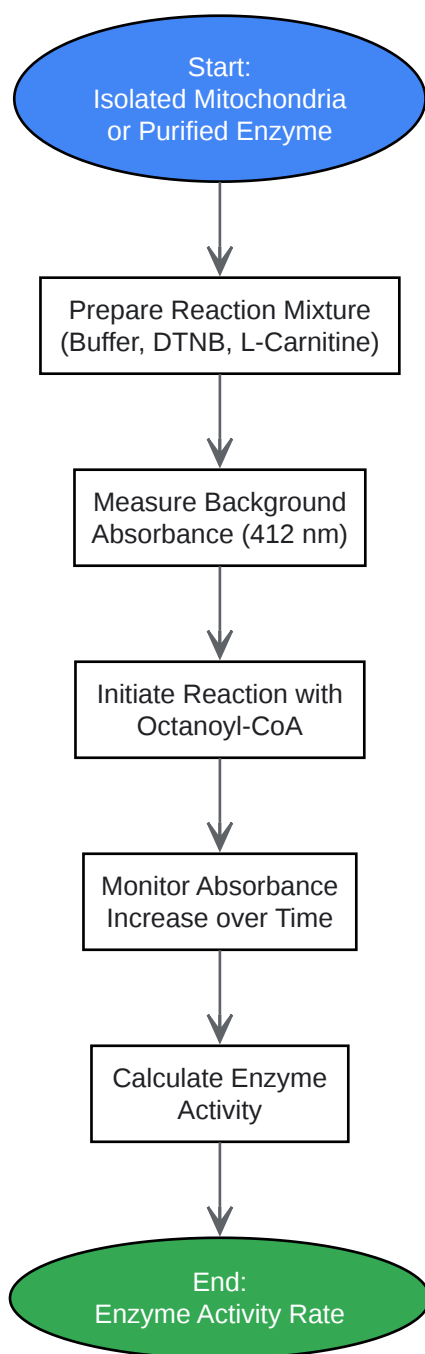 Start:
Isolated Mitochondria
or Purified Enzyme
Prepare Reaction Mixture
(Buffer, DTNB, L-Carnitine)
Measure Background
Absorbance (412 nm)
Initiate Reaction with
Octanoyl-CoA
Monitor Absorbance
Increase over Time
Calculate Enzyme
Activity
End:
Enzyme Activity Rate